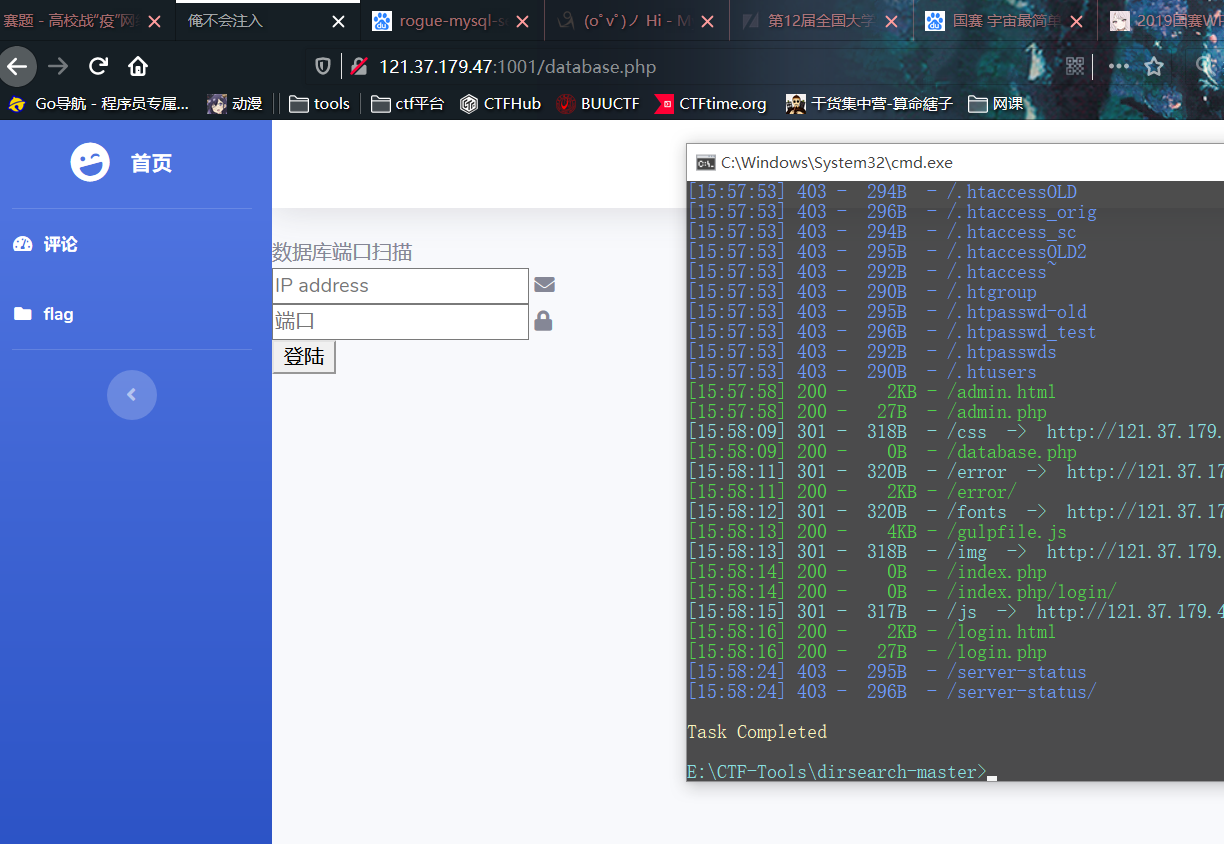 赛题 - 高校战“疫”网
俺不会注入
rogue-mysql-se
(oﾟvﾟ)ノ Hi - M
第12届全国大学
国赛 宇宙最简单
2019国赛WP
121.37.179.47:1001/database.php
Go导航 - 程序员专属...
动漫
tools
ctf平台
CTFHub
BUUCTF
CTFtime.org
干货集中营-算命縖子
网课
首页
评论
flag
数据库端口扫描
IP address
端口
登陆
C:\Windows\System32\cmd.exe
[15:57:53] 403 -  294B  - /.htaccessOLD
[15:57:53] 403 -  296B  - /.htaccess_orig
[15:57:53] 403 -  294B  - /.htaccess_sc
[15:57:53] 403 -  295B  - /.htaccessOLD2
[15:57:53] 403 -  292B  - /.htaccess~
[15:57:53] 403 -  290B  - /.htgroup
[15:57:53] 403 -  295B  - /.htpasswd-old
[15:57:53] 403 -  296B  - /.htpasswd_test
[15:57:53] 403 -  292B  - /.htpasswds
[15:57:53] 403 -  290B  - /.htusers
[15:57:58] 200 -    2KB - /admin.html
[15:57:58] 200 -   27B  - /admin.php
[15:58:09] 301 -  318B  - /css  ->  http://121.37.179.
[15:58:09] 200 -    0B  - /database.php
[15:58:11] 301 -  320B  - /error  ->  http://121.37.17
[15:58:11] 200 -    2KB - /error/
[15:58:12] 301 -  320B  - /fonts  ->  http://121.37.17
[15:58:13] 200 -    4KB - /gulpfile.js
[15:58:13] 301 -  318B  - /img  ->  http://121.37.179.
[15:58:14] 200 -    0B  - /index.php
[15:58:14] 200 -    0B  - /index.php/login/
[15:58:15] 301 -  317B  - /js  ->  http://121.37.179.4
[15:58:16] 200 -    2KB - /login.html
[15:58:16] 200 -   27B  - /login.php
[15:58:24] 403 -  295B  - /server-status
[15:58:24] 403 -  296B  - /server-status/
Task Completed
E:\CTF-Tools\dirsearch-master>